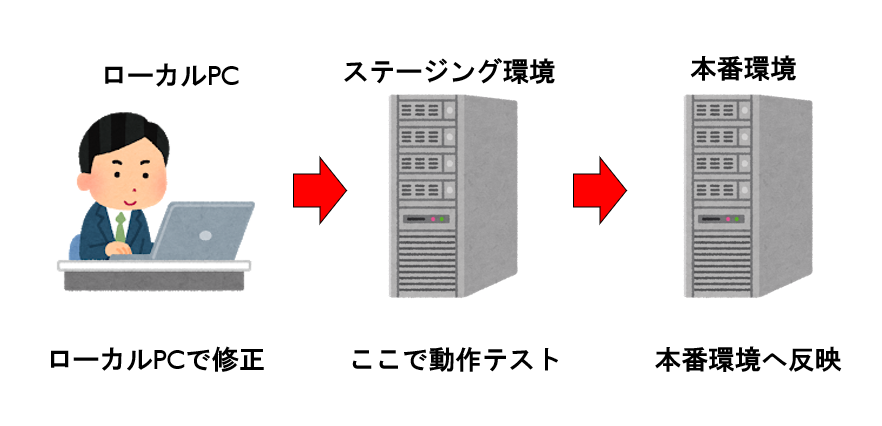 ローカルPC
ステージング環境
本番環境
ローカルPCで修正
ここで動作テスト
本番環境へ反映